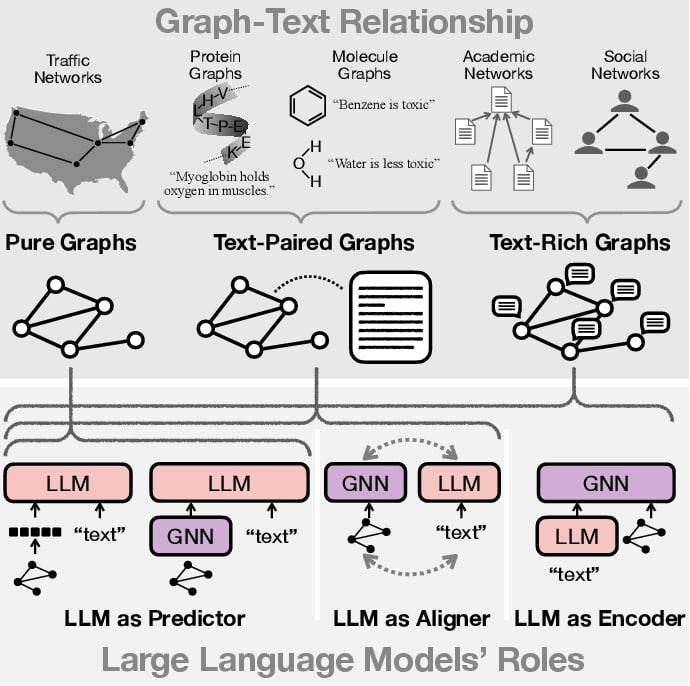 Graph-Text Relationship
Traffic
Networks
Protein
Graphs
Molecule
Graphs
Academic
Networks
Social
Networks
L-H-V
T-P-E
K-E
"Myoglobin holds
oxygen in muscles."
"Benzene is toxic"
H
O
H
"Water is less toxic"
Pure Graphs
Text-Paired Graphs
Text-Rich Graphs
LLM
LLM
GNN
LLM
GNN
"text"
GNN
"text"
"text"
LLM
"text"
LLM as Predictor
LLM as Aligner
LLM as Encoder
Large Language Models' Roles